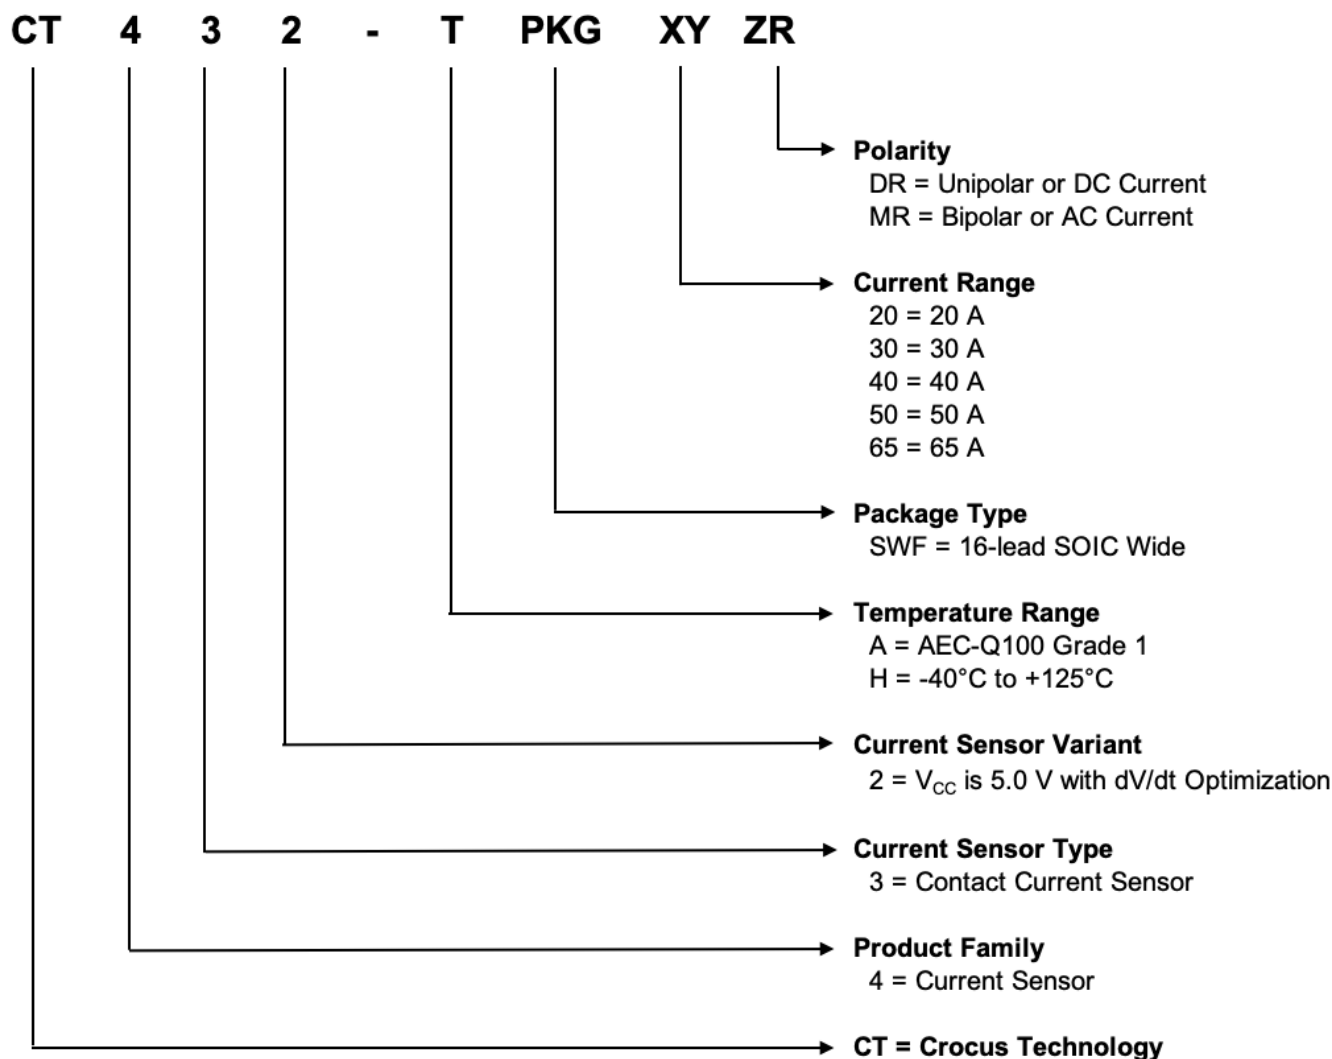 CT 4 3 2 - T PKG XY ZR
Polarity
DR = Unipolar or DC Current
MR = Bipolar or AC Current
Current Range
20 = 20 A
30 = 30 A
40 = 40 A
50 = 50 A
65 = 65 A
Package Type
SWF = 16-lead SOIC Wide
Temperature Range
A = AEC-Q100 Grade 1
H = -40°C to +125°C
Current Sensor Variant
2 = VCC is 5.0 V with dV/dt Optimization
Current Sensor Type
3 = Contact Current Sensor
Product Family
4 = Current Sensor
CT = Crocus Technology